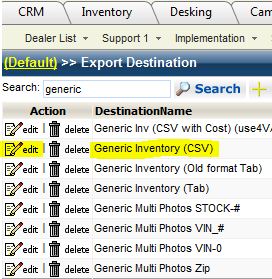 CRM Inventory Desking
Dealer List Support 1 Implementation
(Default) >> Export Destination
Search: generic Search
Action DestinationName
edit | delete Generic Inv (CSV with Cost) (use4V
edit | delete Generic Inventory (CSV)
edit | delete Generic Inventory (Old format Tab)
edit | delete Generic Inventory (Tab)
edit | delete Generic Multi Photos STOCK-#
edit | delete Generic Multi Photos VIN_#
edit | delete Generic Multi Photos VIN-0
edit | delete Generic Multi Photos Zip